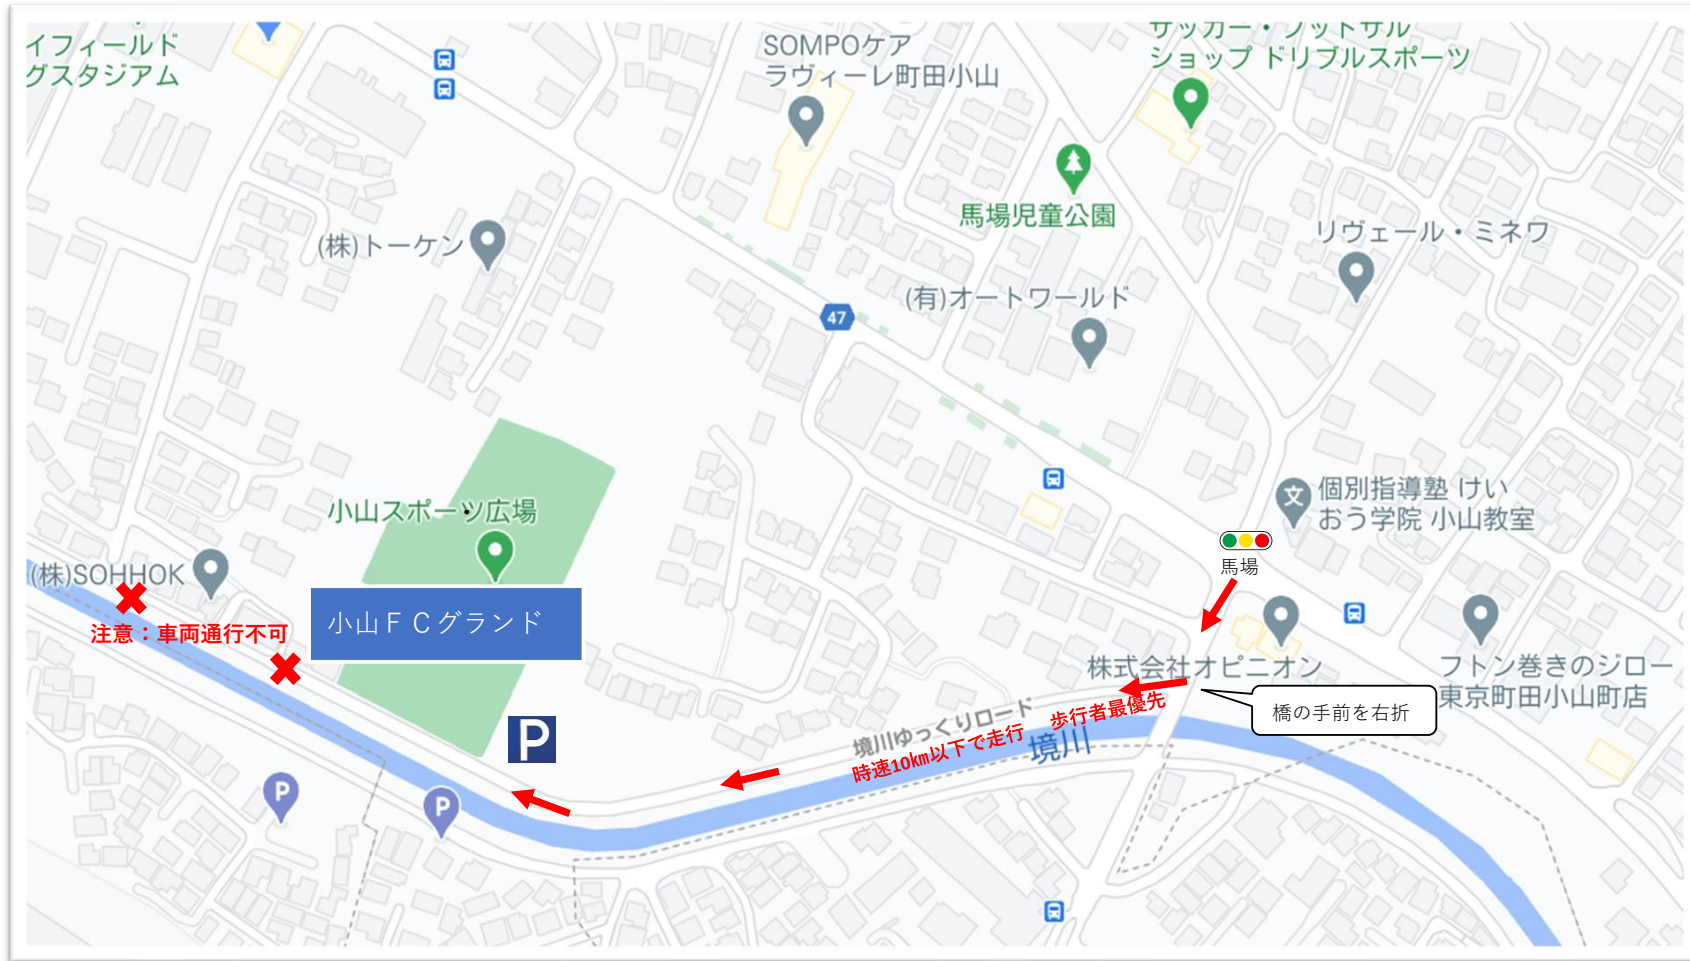 イフィールド
グスタジアム
SOMPOケア
ラヴィーレ町田小山
サッカー・フットサル
ショップ ドリブルスポーツ
馬場児童公園
リヴェール・ミネワ
(株)トーケン
(有)オートワールド
47
小山スポーツ広場
個別指導塾 けい
おう学院 小山教室
文
馬場
(株)SOHHOK
注意：車両通行不可
小山ＦＣグランド
株式会社オピニオン
フトン巻きのジロー
東京町田小山町店
橋の手前を右折
境川ゆっくりロード
時速10㎞以下で走行　歩行者最優先
境川
P
P
P